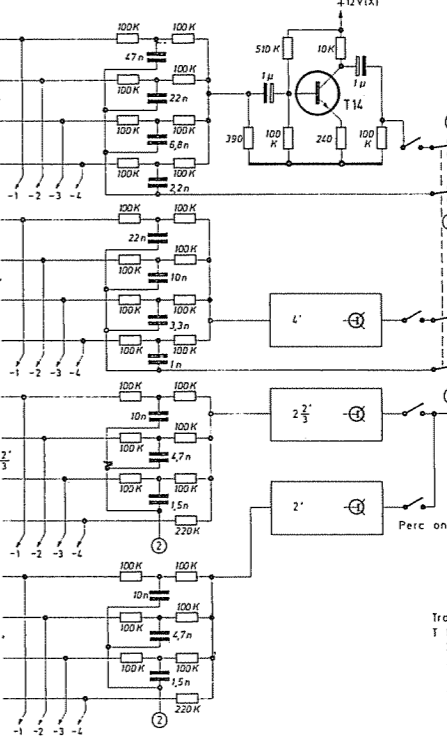 +12V(X)
100K 100K
510K 10K
47n
1µ 1µ
100K 100K
22n
T14
100K 100K
6,8n
390 100K 240 100K
100K 100K
2,2n
-1 -2 -3 -4
100K 100K
22n
100K 100K
10n
100K 100K
3,3n
4'
100K 100K
1n
-1 -2 -3 -4
100K 100K
10n
2 2/3'
100K 100K
4,7n
2'/3
100K 100K
1,5n
2'
220K
Perc on
-1 -2 -3 -4
2
100K 100K
10n
100K 100K
4,7n
Tro
T
100K 100K
1,5n
220K
-1 -2 -3 -4
2